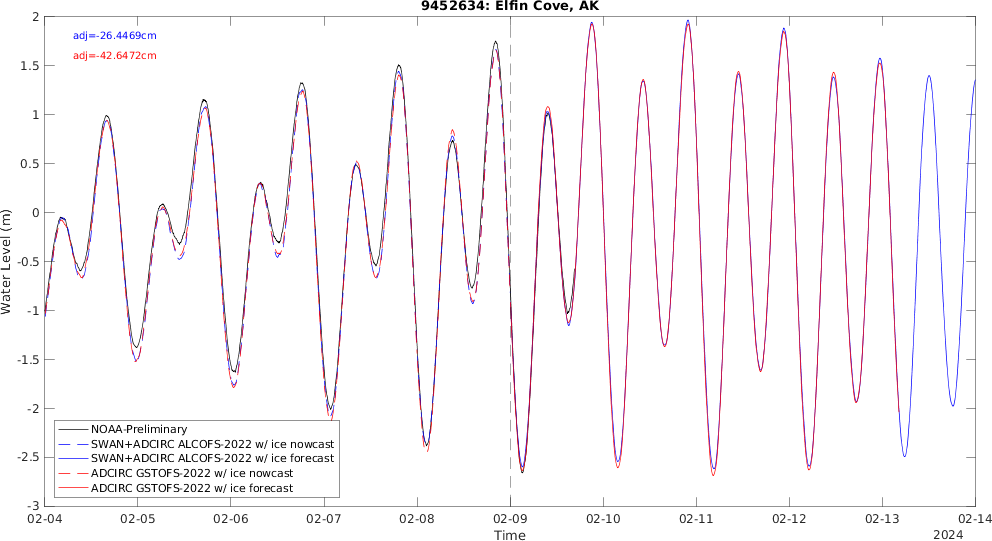 9452634: Elfin Cove, AK
adj=-26.4469cm
adj=-42.6472cm
2
1.5
1
0.5
0
-0.5
-1
-1.5
-2
-2.5
-3
Water Level (m)
NOAA-Preliminary
SWAN+ADCIRC ALCOFS-2022 w/ ice nowcast
SWAN+ADCIRC ALCOFS-2022 w/ ice forecast
ADCIRC GSTOFS-2022 w/ ice nowcast
ADCIRC GSTOFS-2022 w/ ice forecast
02-04 02-05 02-06 02-07 02-08 02-09 02-10 02-11 02-12 02-13 02-14
Time
2024